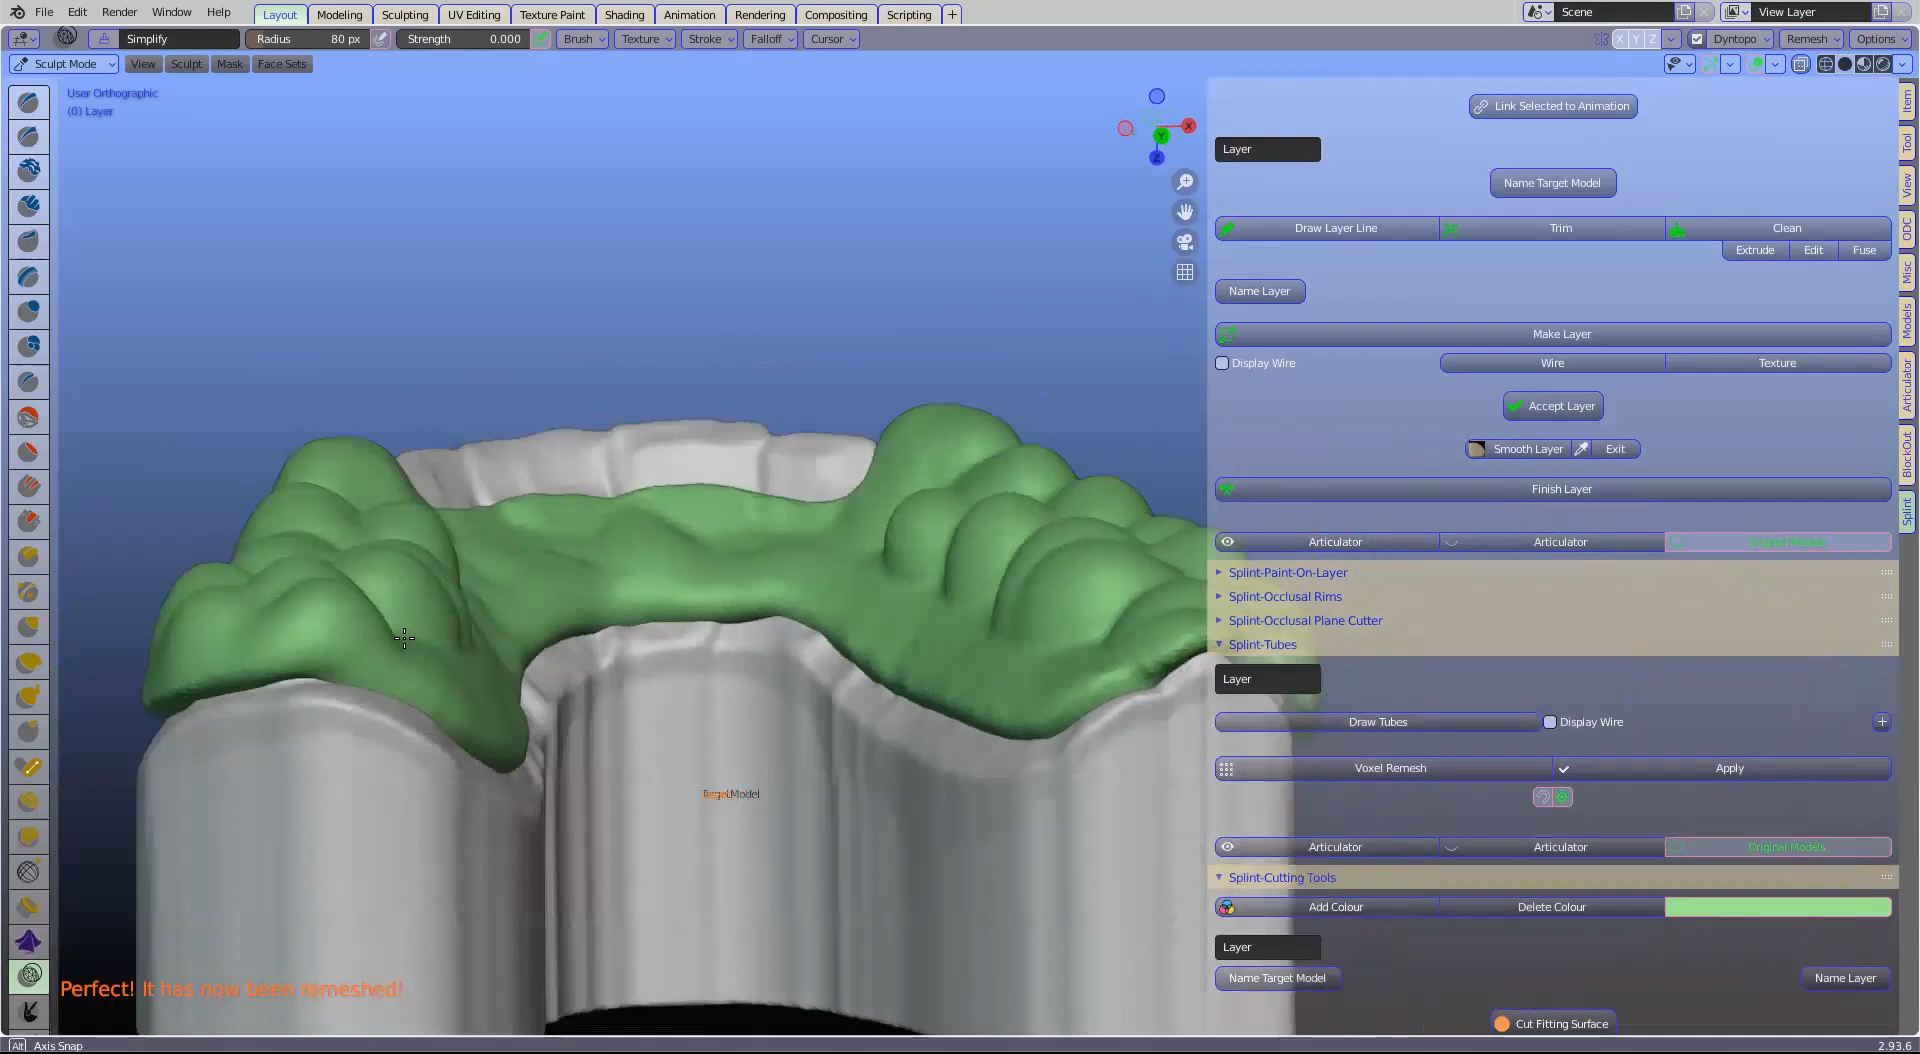 File Edit Render Window Help Layout Modeling Sculpting UV Editing Texture Paint Shading Animation Rendering Compositing Scripting + Scene View Layer
Simplify Radius 80 px Strength 0.000 Brush Texture Stroke Falloff Cursor X Y Z Dyntopo Remesh Options
Sculpt Mode View Sculpt Mask Face Sets
User Orthographic
(0) Layer
X
Y
Z
Link Selected to Animation
Layer
Name Target Model
Draw Layer Line Trim Clean
Extrude Edit Fuse
Name Layer
Make Layer
Display Wire Wire Texture
Accept Layer
Smooth Layer Exit
Finish Layer
Articulator Articulator
Splint-Paint-On-Layer
Splint-Occlusal Rims
Splint-Occlusal Plane Cutter
Splint-Tubes
Layer
Draw Tubes Display Wire +
Voxel Remesh Apply
Articulator Articulator Original Models
Splint-Cutting Tools
Add Colour Delete Colour
Layer
Name Target Model Name Layer
Cut Fitting Surface
Item
Tool
View
ODC
Misc
Models
Articulator
BlockOut
Splint
Perfect! It has now been remeshed!
Alt Axis Snap
2.93.6